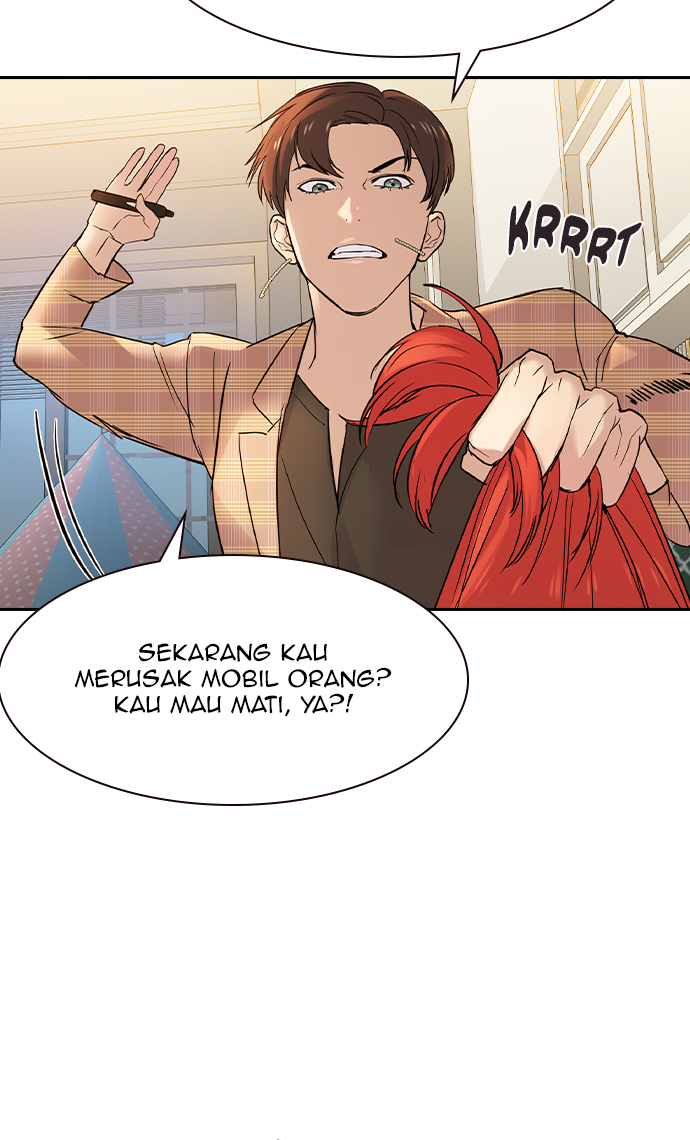 KRRRT
SEKARANG KAU
MERUSAK MOBIL ORANG?
KAU MAU MATI, YA?!